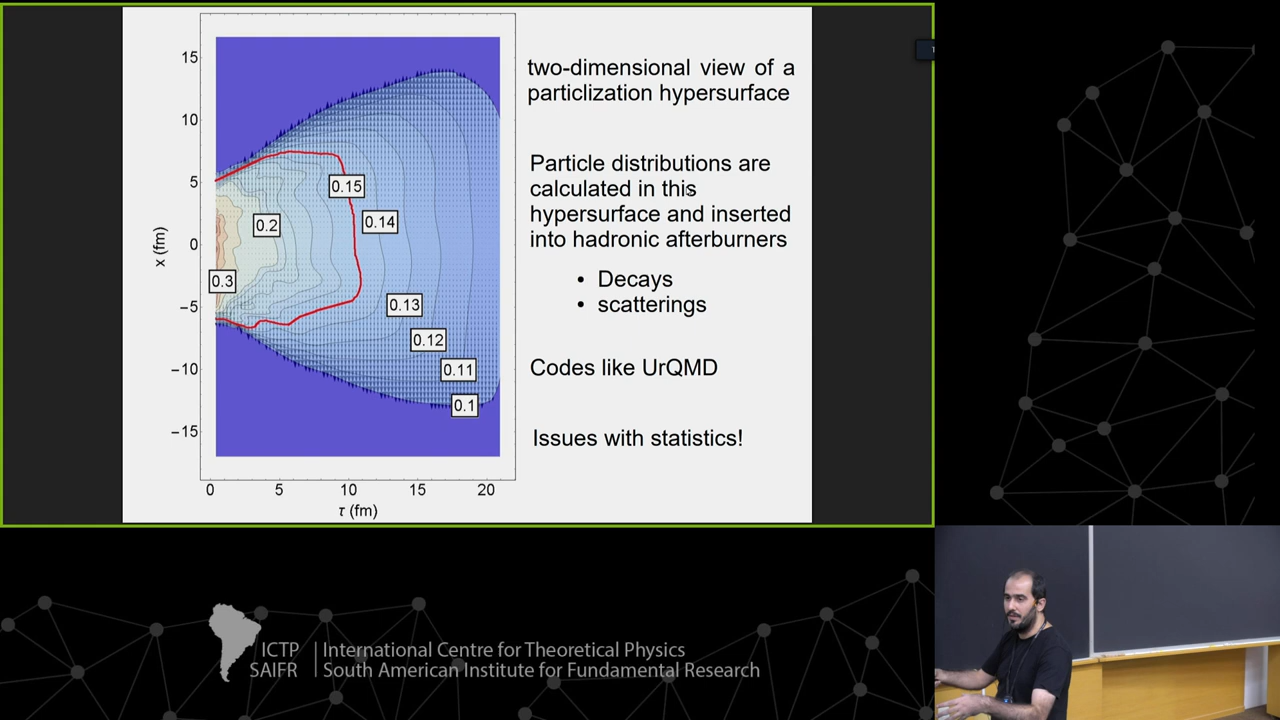 two-dimensional view of a
particlization hypersurface
Particle distributions are
calculated in this
hypersurface and inserted
into hadronic afterburners
• Decays
• scatterings
Codes like UrQMD
Issues with statistics!
15
10
5
0
−5
−10
−15
x (fm)
0.15
0.14
0.2
0.3
0.13
0.12
0.11
0.1
0 5 10 15 20
τ (fm)
ICTP International Centre for Theoretical Physics
SAIFR South American Institute for Fundamental Research